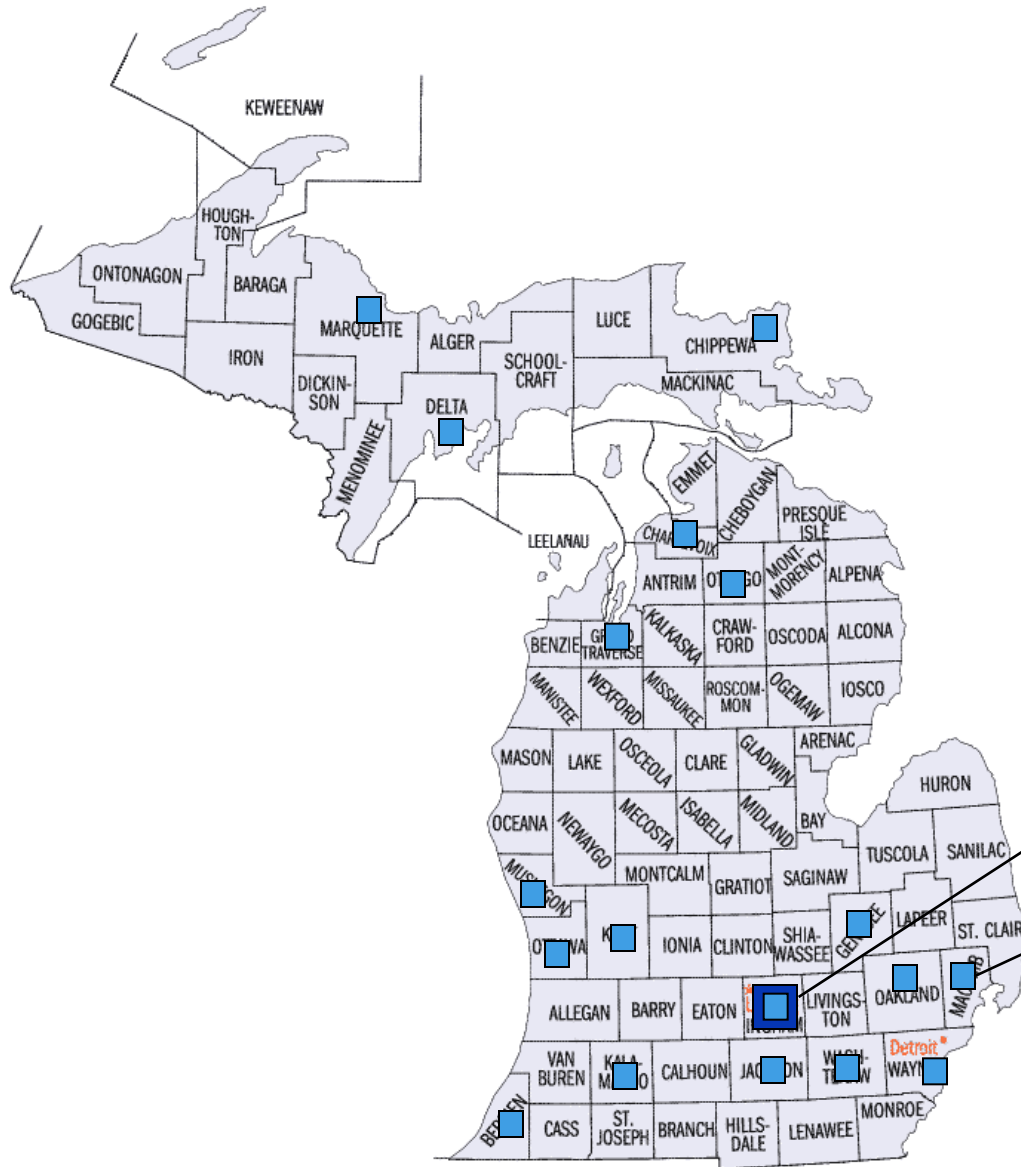 KEWEENAW
HOUGH-
TON
ONTONAGON
BARAGA
GOGEBIC
MARQUETTE
LUCE
ALGER
CHIPPEWA
IRON
SCHOOL-
CRAFT
DICKIN-
SON
MACKINAC
DELTA
MENOMINEE
EMMET
CHEBOYGAN
PRESQUE
ISLE
LEELANAU
ANTRIM
MONT-
MORENCY
ALPENA
BENZIE
TRAVERSE
KALKASKA
CRAW-
FORD
OSCODA
ALCONA
MANISTEE
WEXFORD
MISSAUKEE
ROSCOM-
MON
OGEMAW
IOSCO
MASON
LAKE
OSCEOLA
CLARE
GLADWIN
ARENAC
HURON
OCEANA
NEWAYGO
MECOSTA
ISABELLA
MIDLAND
BAY
TUSCOLA
SANILAC
MONTCALM
GRATIOT
SAGINAW
LAPEER
ST. CLAIR
IONIA
CLINTON
SHIA-
WASSEE
ALLEGAN
BARRY
EATON
LIVINGS-
TON
OAKLAND
Detroit
VAN
BUREN
CALHOUN
CASS
ST.
JOSEPH
BRANCH
HILLS-
DALE
LENAWEE
MONROE